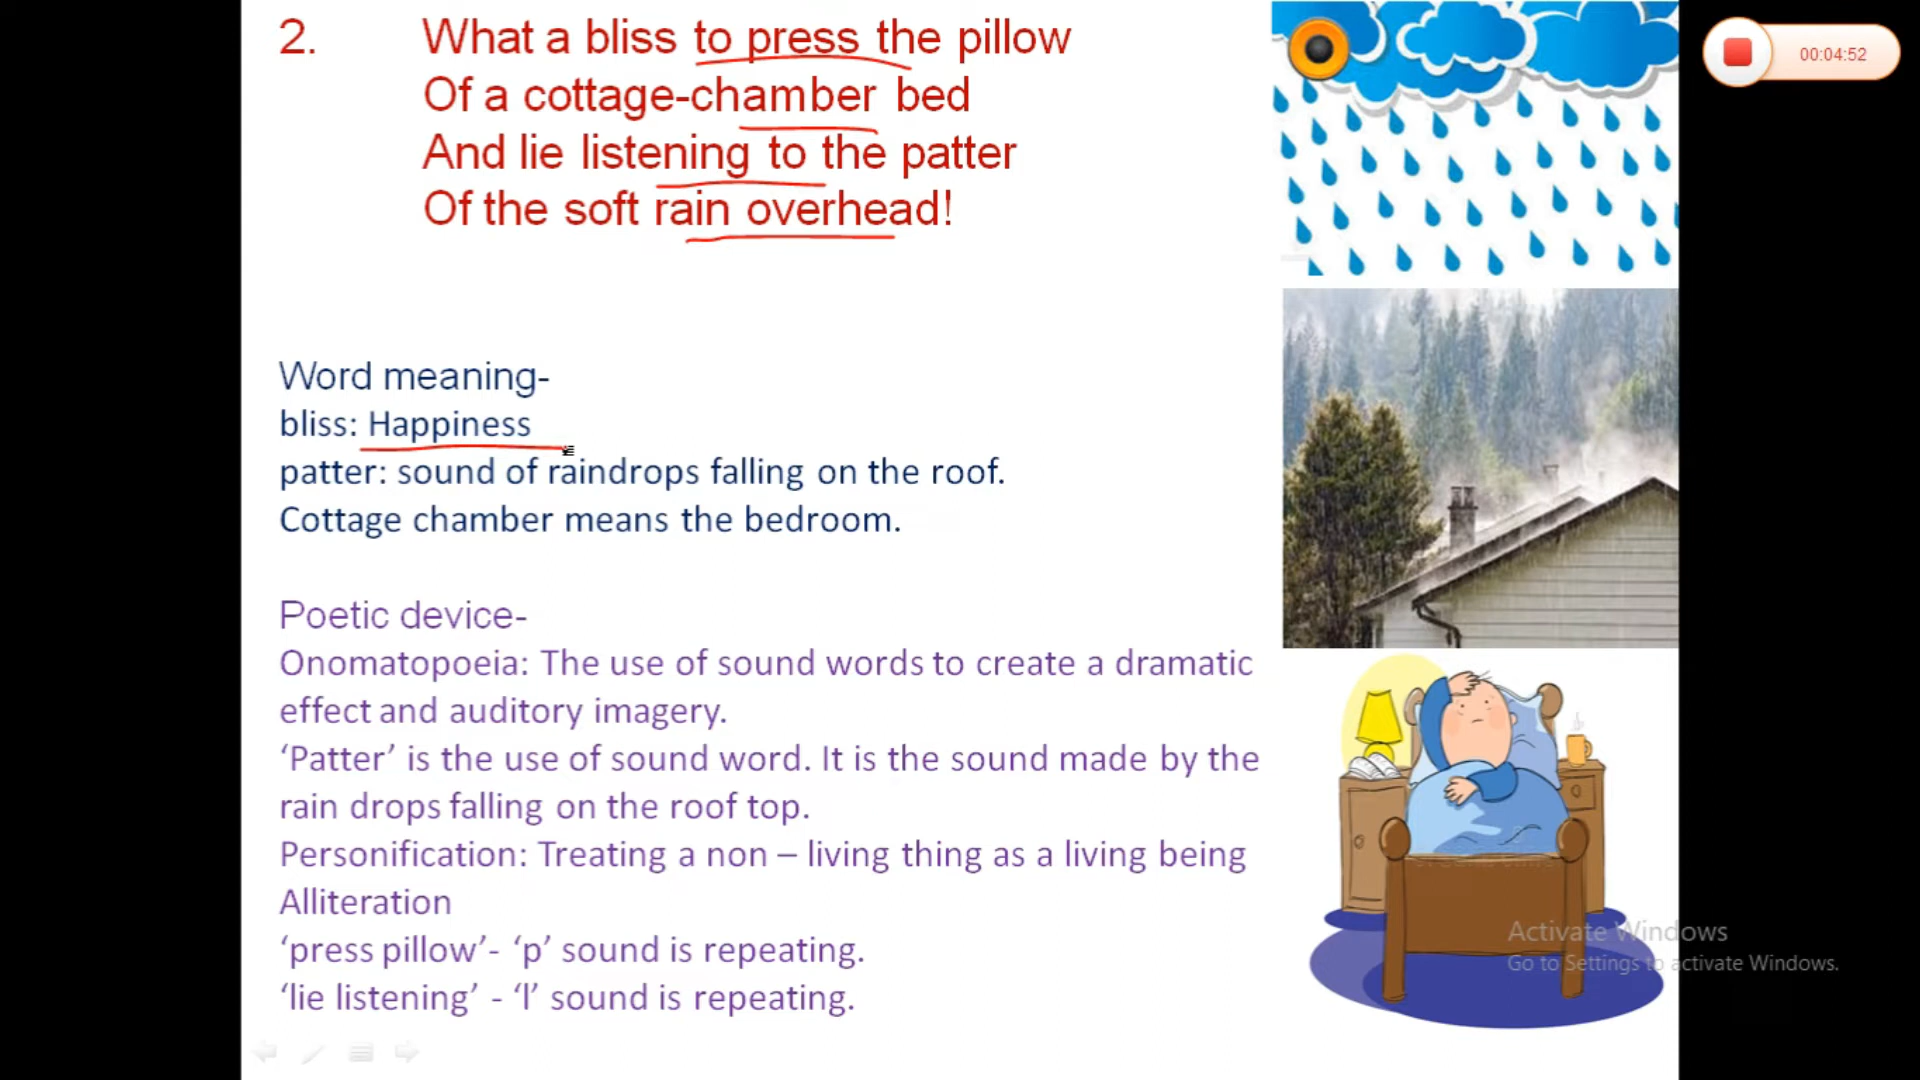 2. What a bliss to press the pillow
Of a cottage-chamber bed
And lie listening to the patter
Of the soft rain overhead!
00:04:52
Word meaning-
bliss: Happiness
patter: sound of raindrops falling on the roof.
Cottage chamber means the bedroom.
Poetic device-
Onomatopoeia: The use of sound words to create a dramatic
effect and auditory imagery.
‘Patter’ is the use of sound word. It is the sound made by the
rain drops falling on the roof top.
Personification: Treating a non – living thing as a living being
Alliteration
‘press pillow’- ‘p’ sound is repeating.
‘lie listening’ - ‘l’ sound is repeating.
Activate Windows
Go to Settings to activate Windows.